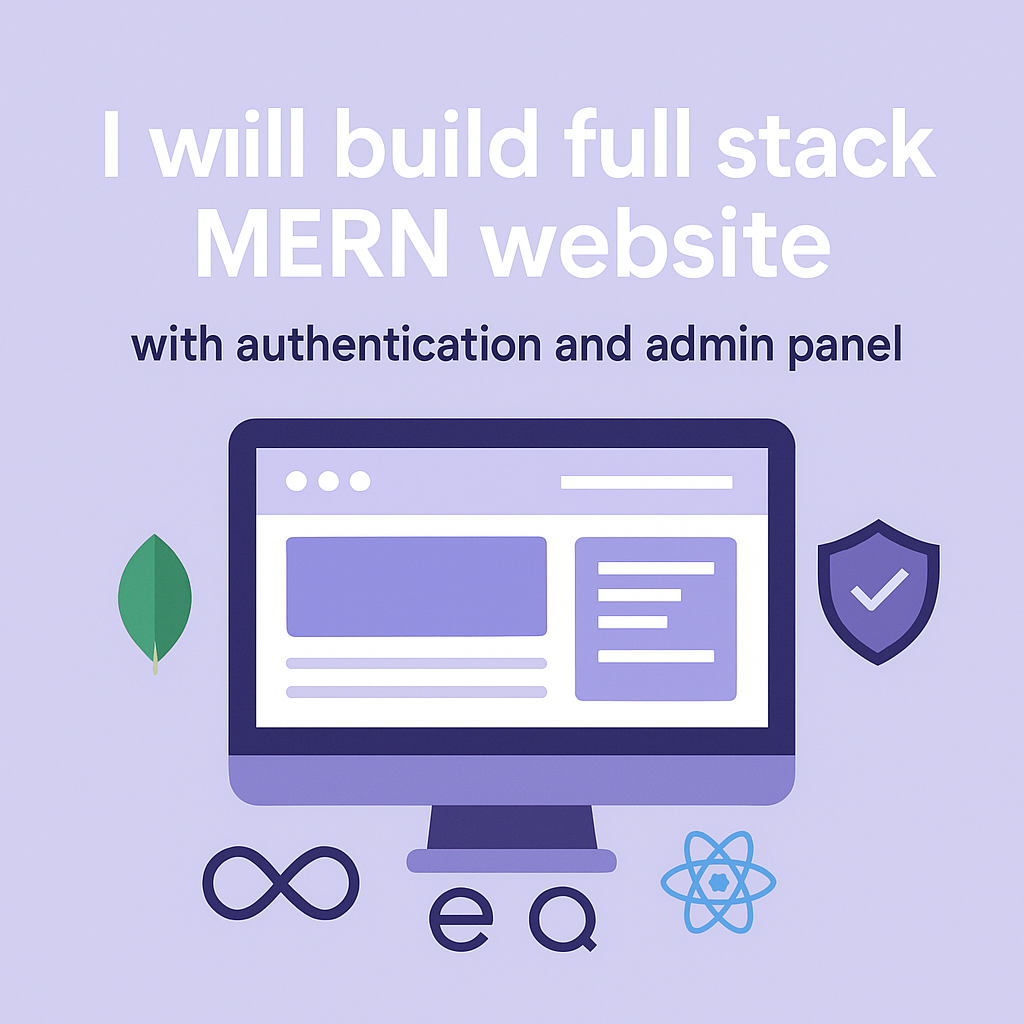 I wiill build full stack
MERN website
with authentication and admin panel
e q